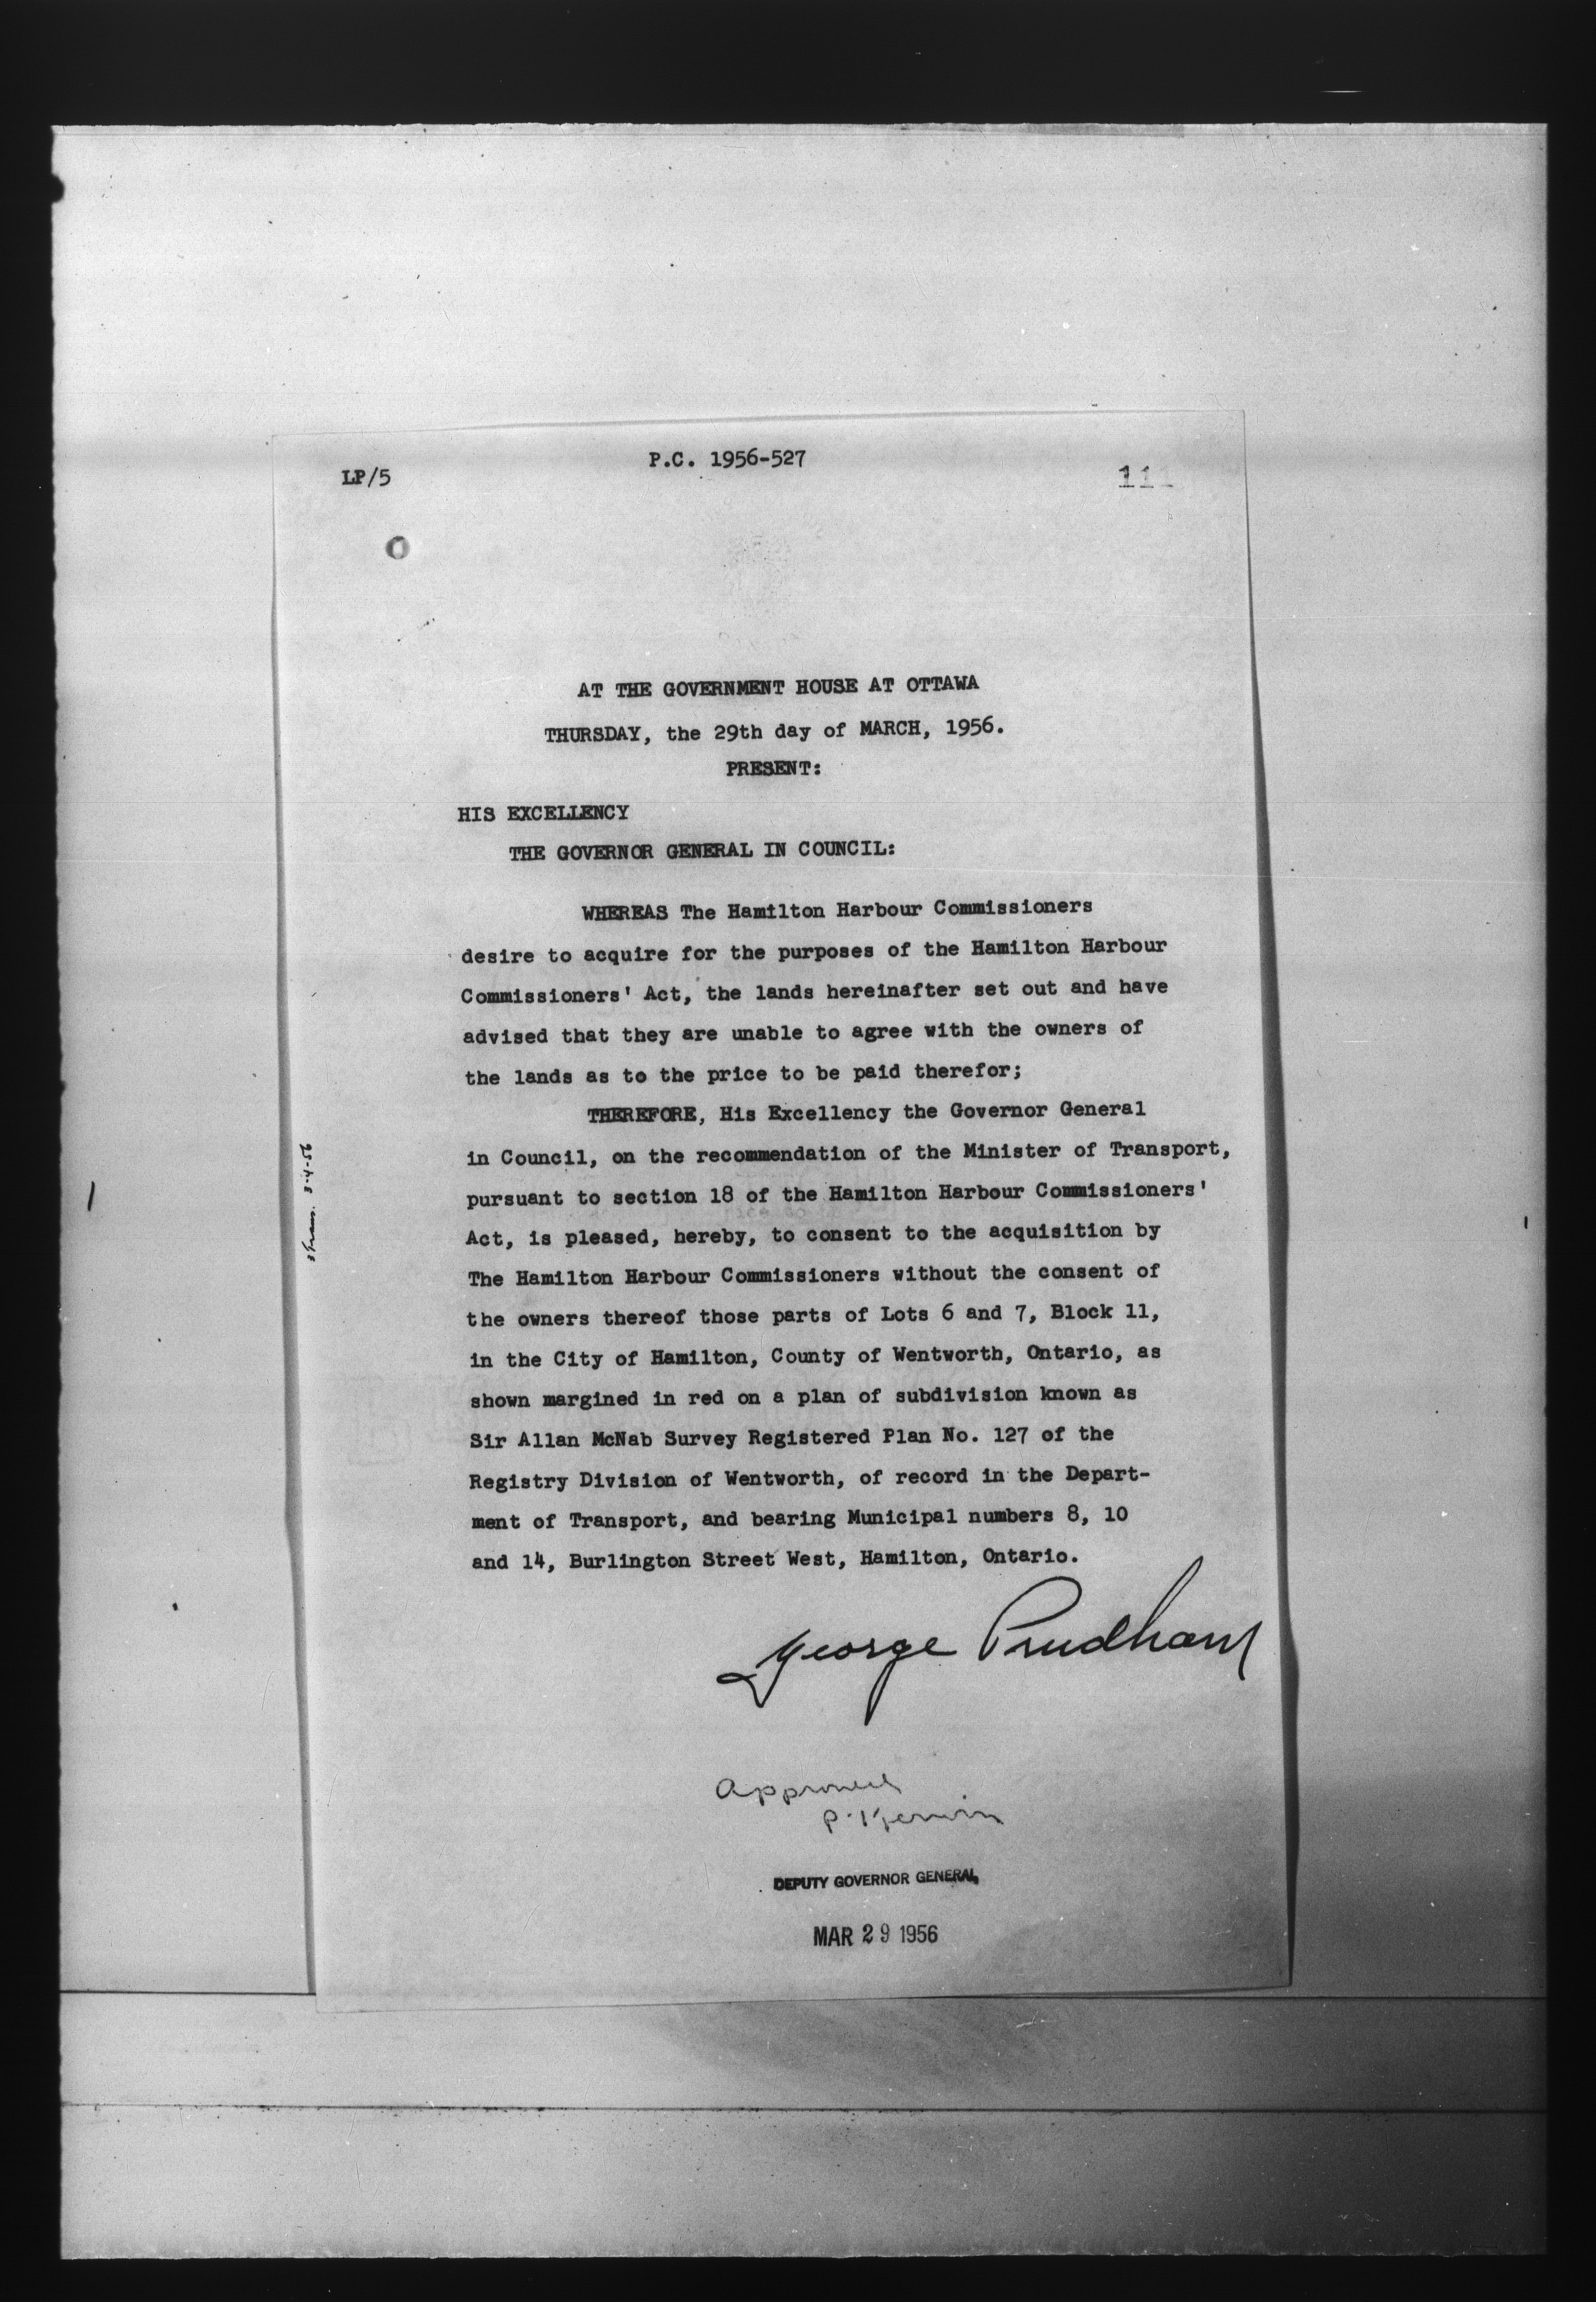 P.C. 1956-527
LP/5
11
AT THE GOVERNMENT HOUSE AT OTTAWA
THURSDAY, the 29th day of MARCH, 1956.
PRESENT:
HIS EXCELLENCY
THE GOVERNOR GENERAL IN COUNCIL:
WHEREAS The Hamilton Harbour Commissioners
desire to acquire for the purposes of the Hamilton Harbour
Commissioners' Act, the lands hereinafter set out and have
advised that they are unable to agree with the owners of
the lands as to the price to be paid therefor;
THEREFORE, His Excellency the Governor General
in Council, on the recommendation of the Minister of Transport,
pursuant to section 18 of the Hamilton Harbour Commissioners'
Act, is pleased, hereby, to consent to the acquisition by
The Hamilton Harbour Commissioners without the consent of
the owners thereof those parts of Lots 6 and 7, Block 11,
in the City of Hamilton, County of Wentworth, Ontario, as
shown margined in red on a plan of subdivision known as
Sir Allan McNab Survey Registered Plan No. 127 of the
Registry Division of Wentworth, of record in the Depart-
ment of Transport, and bearing Municipal numbers 8, 10
and 14, Burlington Street West, Hamilton, Ontario.
3-4-56
George Prudham
Approved
P. Kerwin
DEPUTY GOVERNOR GENERAL
MAR 29 1956